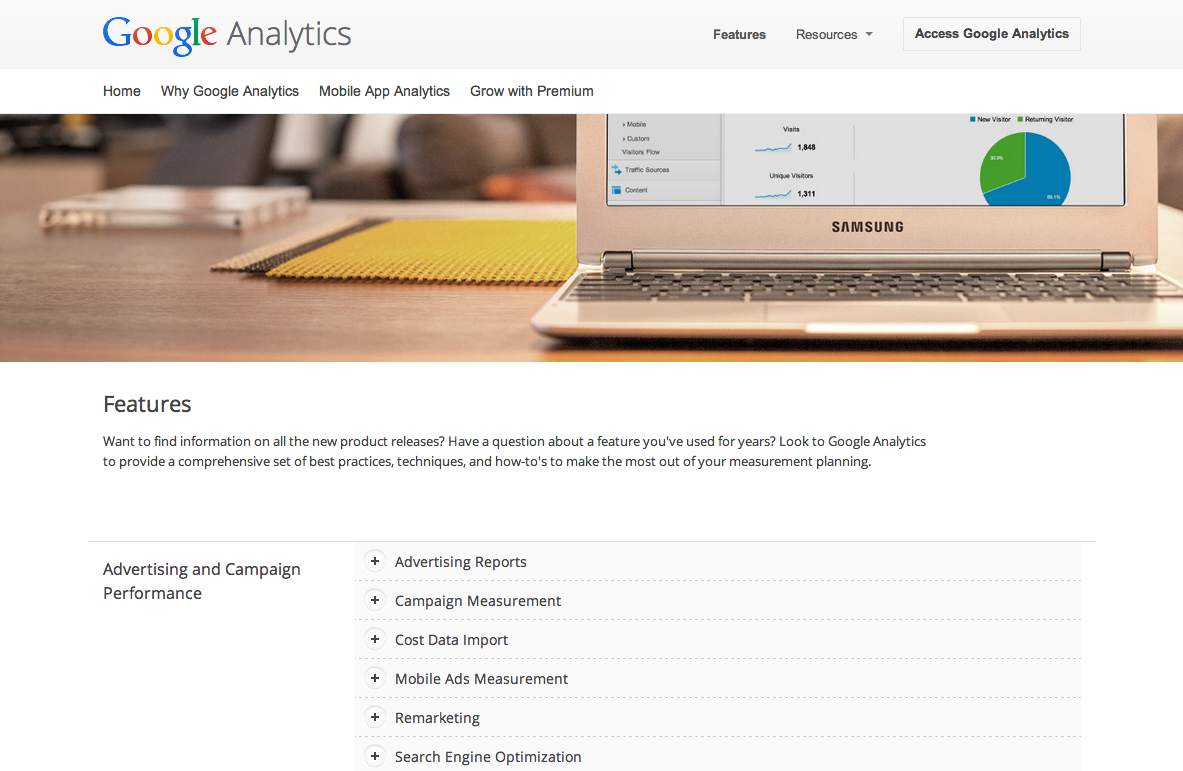 Google Analytics
Features
Resources
Access Google Analytics
Home
Why Google Analytics
Mobile App Analytics
Grow with Premium
Mobile
Custom
Visitors Flow
Traffic Sources
Content
Visits
1,848
Unique Visitors
1,311
New Visitor
Returning Visitor
SAMSUNG
Features
Want to find information on all the new product releases? Have a question about a feature you've used for years? Look to Google Analytics
to provide a comprehensive set of best practices, techniques, and how-to's to make the most out of your measurement planning.
Advertising and Campaign
Performance
+ Advertising Reports
+ Campaign Measurement
+ Cost Data Import
+ Mobile Ads Measurement
+ Remarketing
+ Search Engine Optimization